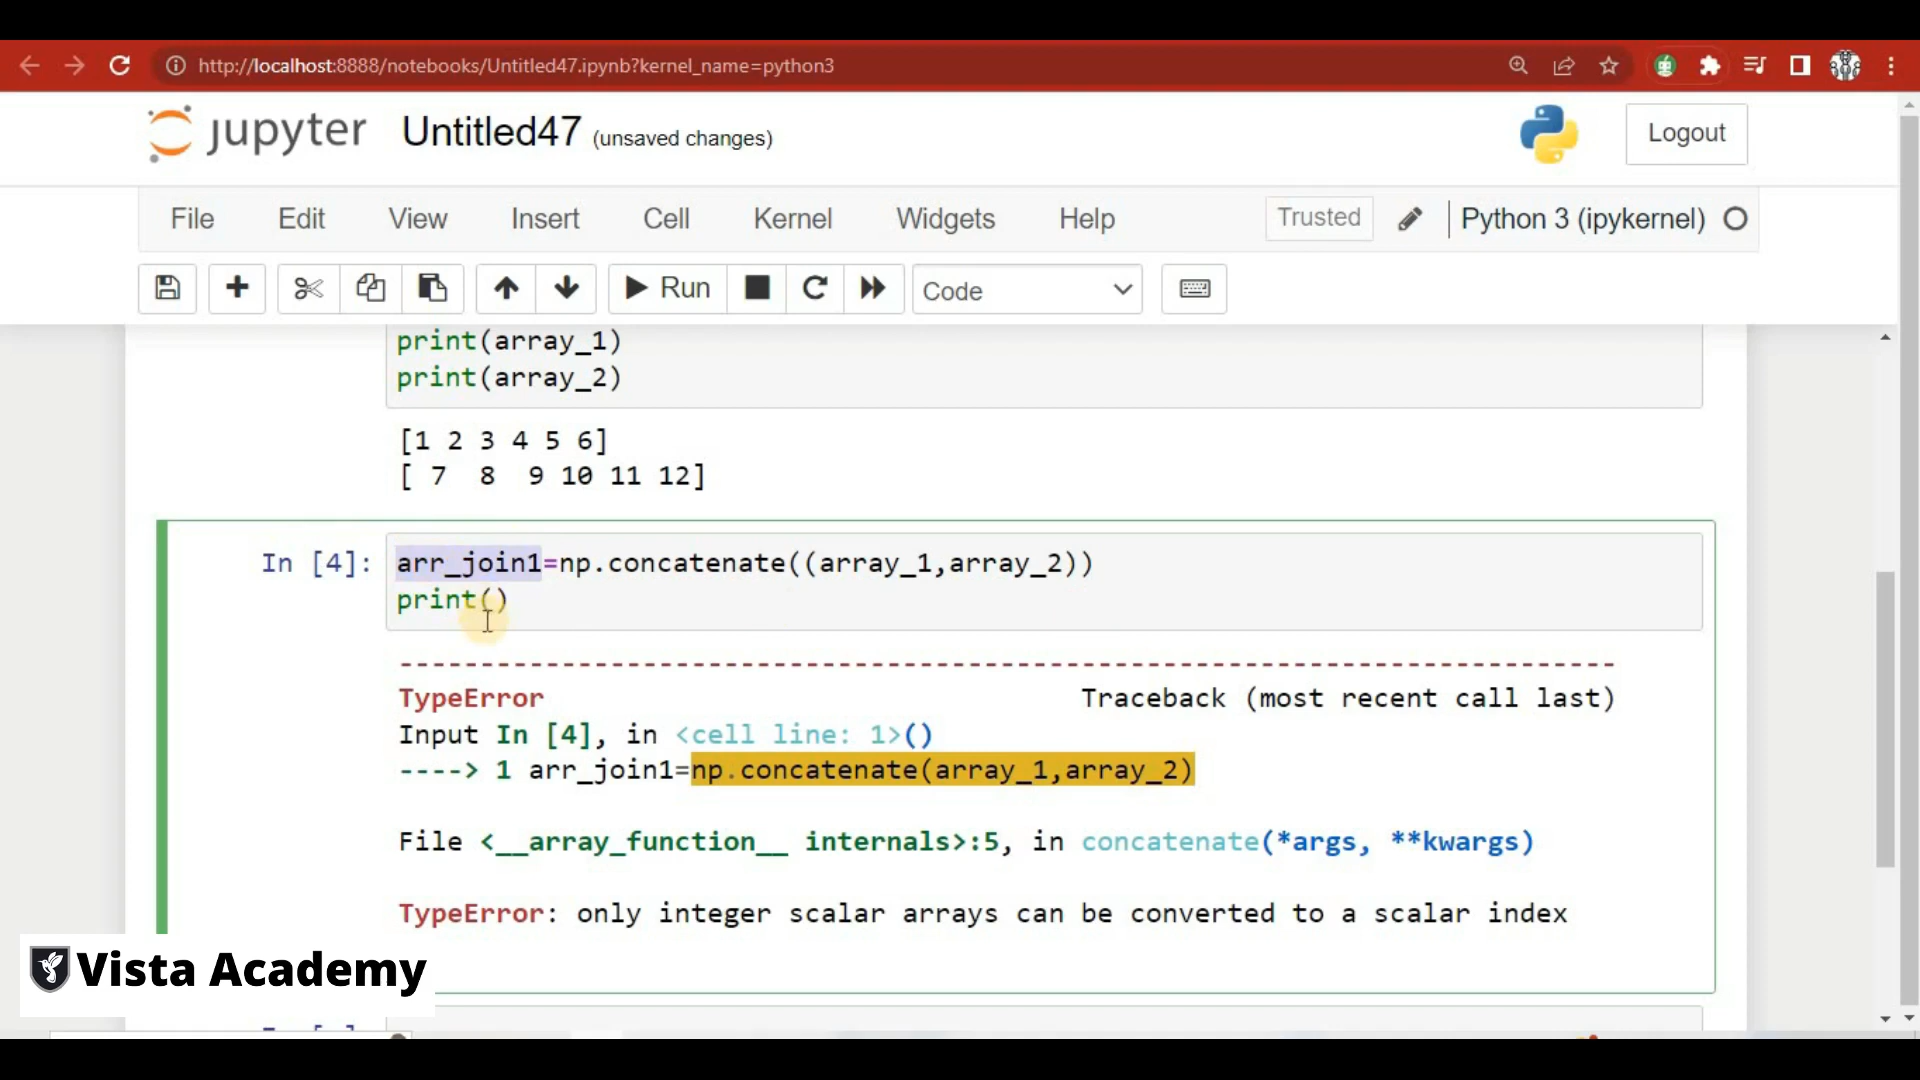 http://localhost:8888/notebooks/Untitled47.ipynb?kernel_name=python3
jupyter Untitled47 (unsaved changes)
Logout
File Edit View Insert Cell Kernel Widgets Help
Trusted
Python 3 (ipykernel)
Run
Code
print(array_1)
print(array_2)
[1 2 3 4 5 6]
[ 7  8  9 10 11 12]
In [4]: arr_join1=np.concatenate((array_1,array_2))
print()
---------------------------------------------------------------------------
TypeError                                 Traceback (most recent call last)
Input In [4], in <cell line: 1>()
----> 1 arr_join1=np.concatenate(array_1,array_2)
File <__array_function__ internals>:5, in concatenate(*args, **kwargs)
TypeError: only integer scalar arrays can be converted to a scalar index
Vista Academy